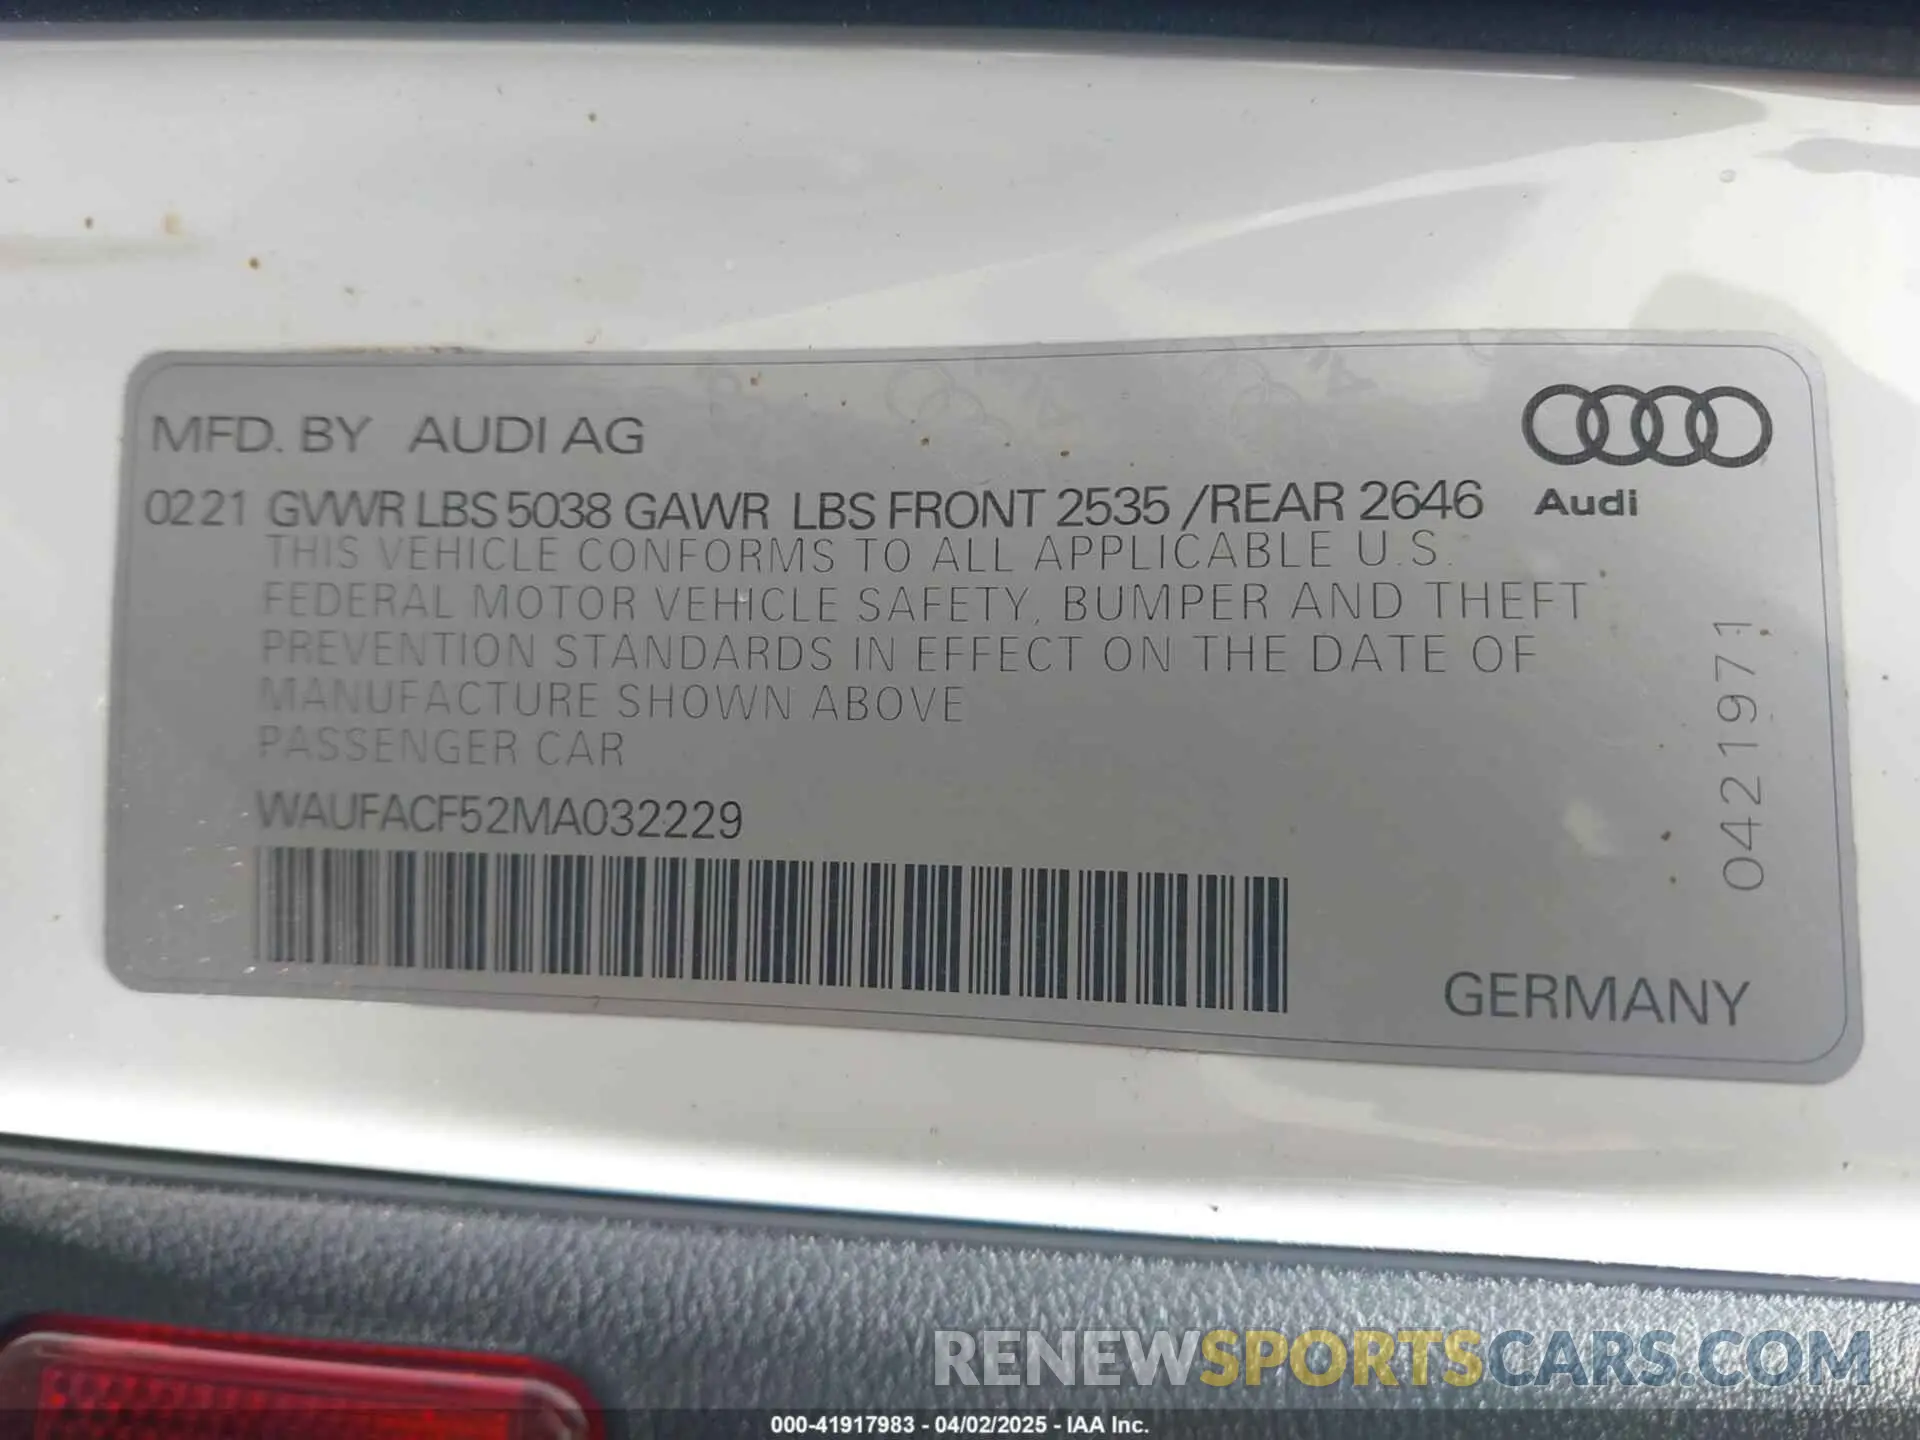 MFD. BY AUDI AG
0221 GVWR LBS 5038 GAWR LBS FRONT 2535 /REAR 2646
Audi
THIS VEHICLE CONFORMS TO ALL APPLICABLE U.S.
FEDERAL MOTOR VEHICLE SAFETY, BUMPER AND THEFT
PREVENTION STANDARDS IN EFFECT ON THE DATE OF
MANUFACTURE SHOWN ABOVE
PASSENGER CAR
WAUFACF52MA032229
0421971
GERMANY
RENEWSPORTSCARS.COM
000-41917983 - 04/02/2025 - IAA Inc.